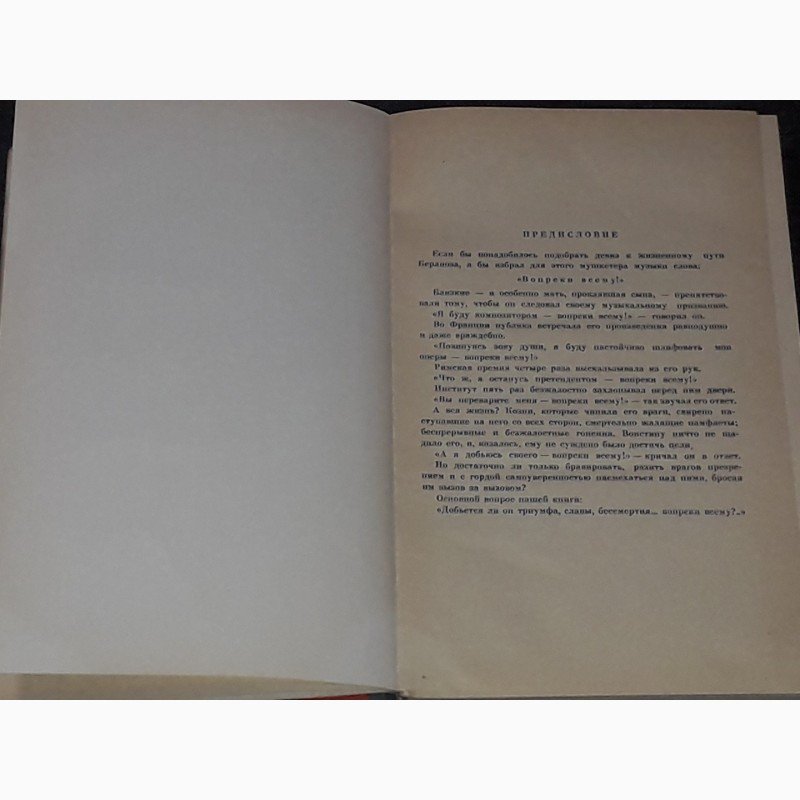 ПРЕДИСЛОВИЕ
Если бы понадобилось подобрать девиз к жизненному пути
Берлиоза, я бы избрал для этого мушкетера музыки слова:
«Вопреки всему!»
Близкие — и особенно мать, проклявшая сына, — препятство-
вали тому, чтобы он следовал своему музыкальному призванию.
«Я буду композитором — вопреки всему!» — говорил он.
Во Франции публика встречала его произведения равнодушно
и даже враждебно.
«Повинуясь зову души, я буду настойчиво шлифовать мои
оперы — вопреки всему!»
Римская премия четыре раза выскальзывала из его рук.
«Что ж, я останусь претендентом — вопреки всему!»
Институт пять раз безжалостно захлопывал перед ним двери.
«Вы переварите меня — вопреки всему!» — так звучал его ответ.
А вся жизнь? Козни, которые чинили его враги, свирепо на-
ступавшие на него со всех сторон, смертельно жалящие памфлеты;
беспрерывные и безжалостные гонения. Воистину ничто не ща-
дило его, и, казалось, ему не суждено было достичь цели,
«А я добьюсь своего — вопреки всему!» — кричал он в ответ.
Но достаточно ли только бравировать, разить врагов презре-
нием и с гордой самоуверенностью насмехаться над ними, бросая
им вызов за вызовом?
Основной вопрос нашей книги:
«Добьется ли он триумфа, славы, бессмертия... вопреки всему?..»